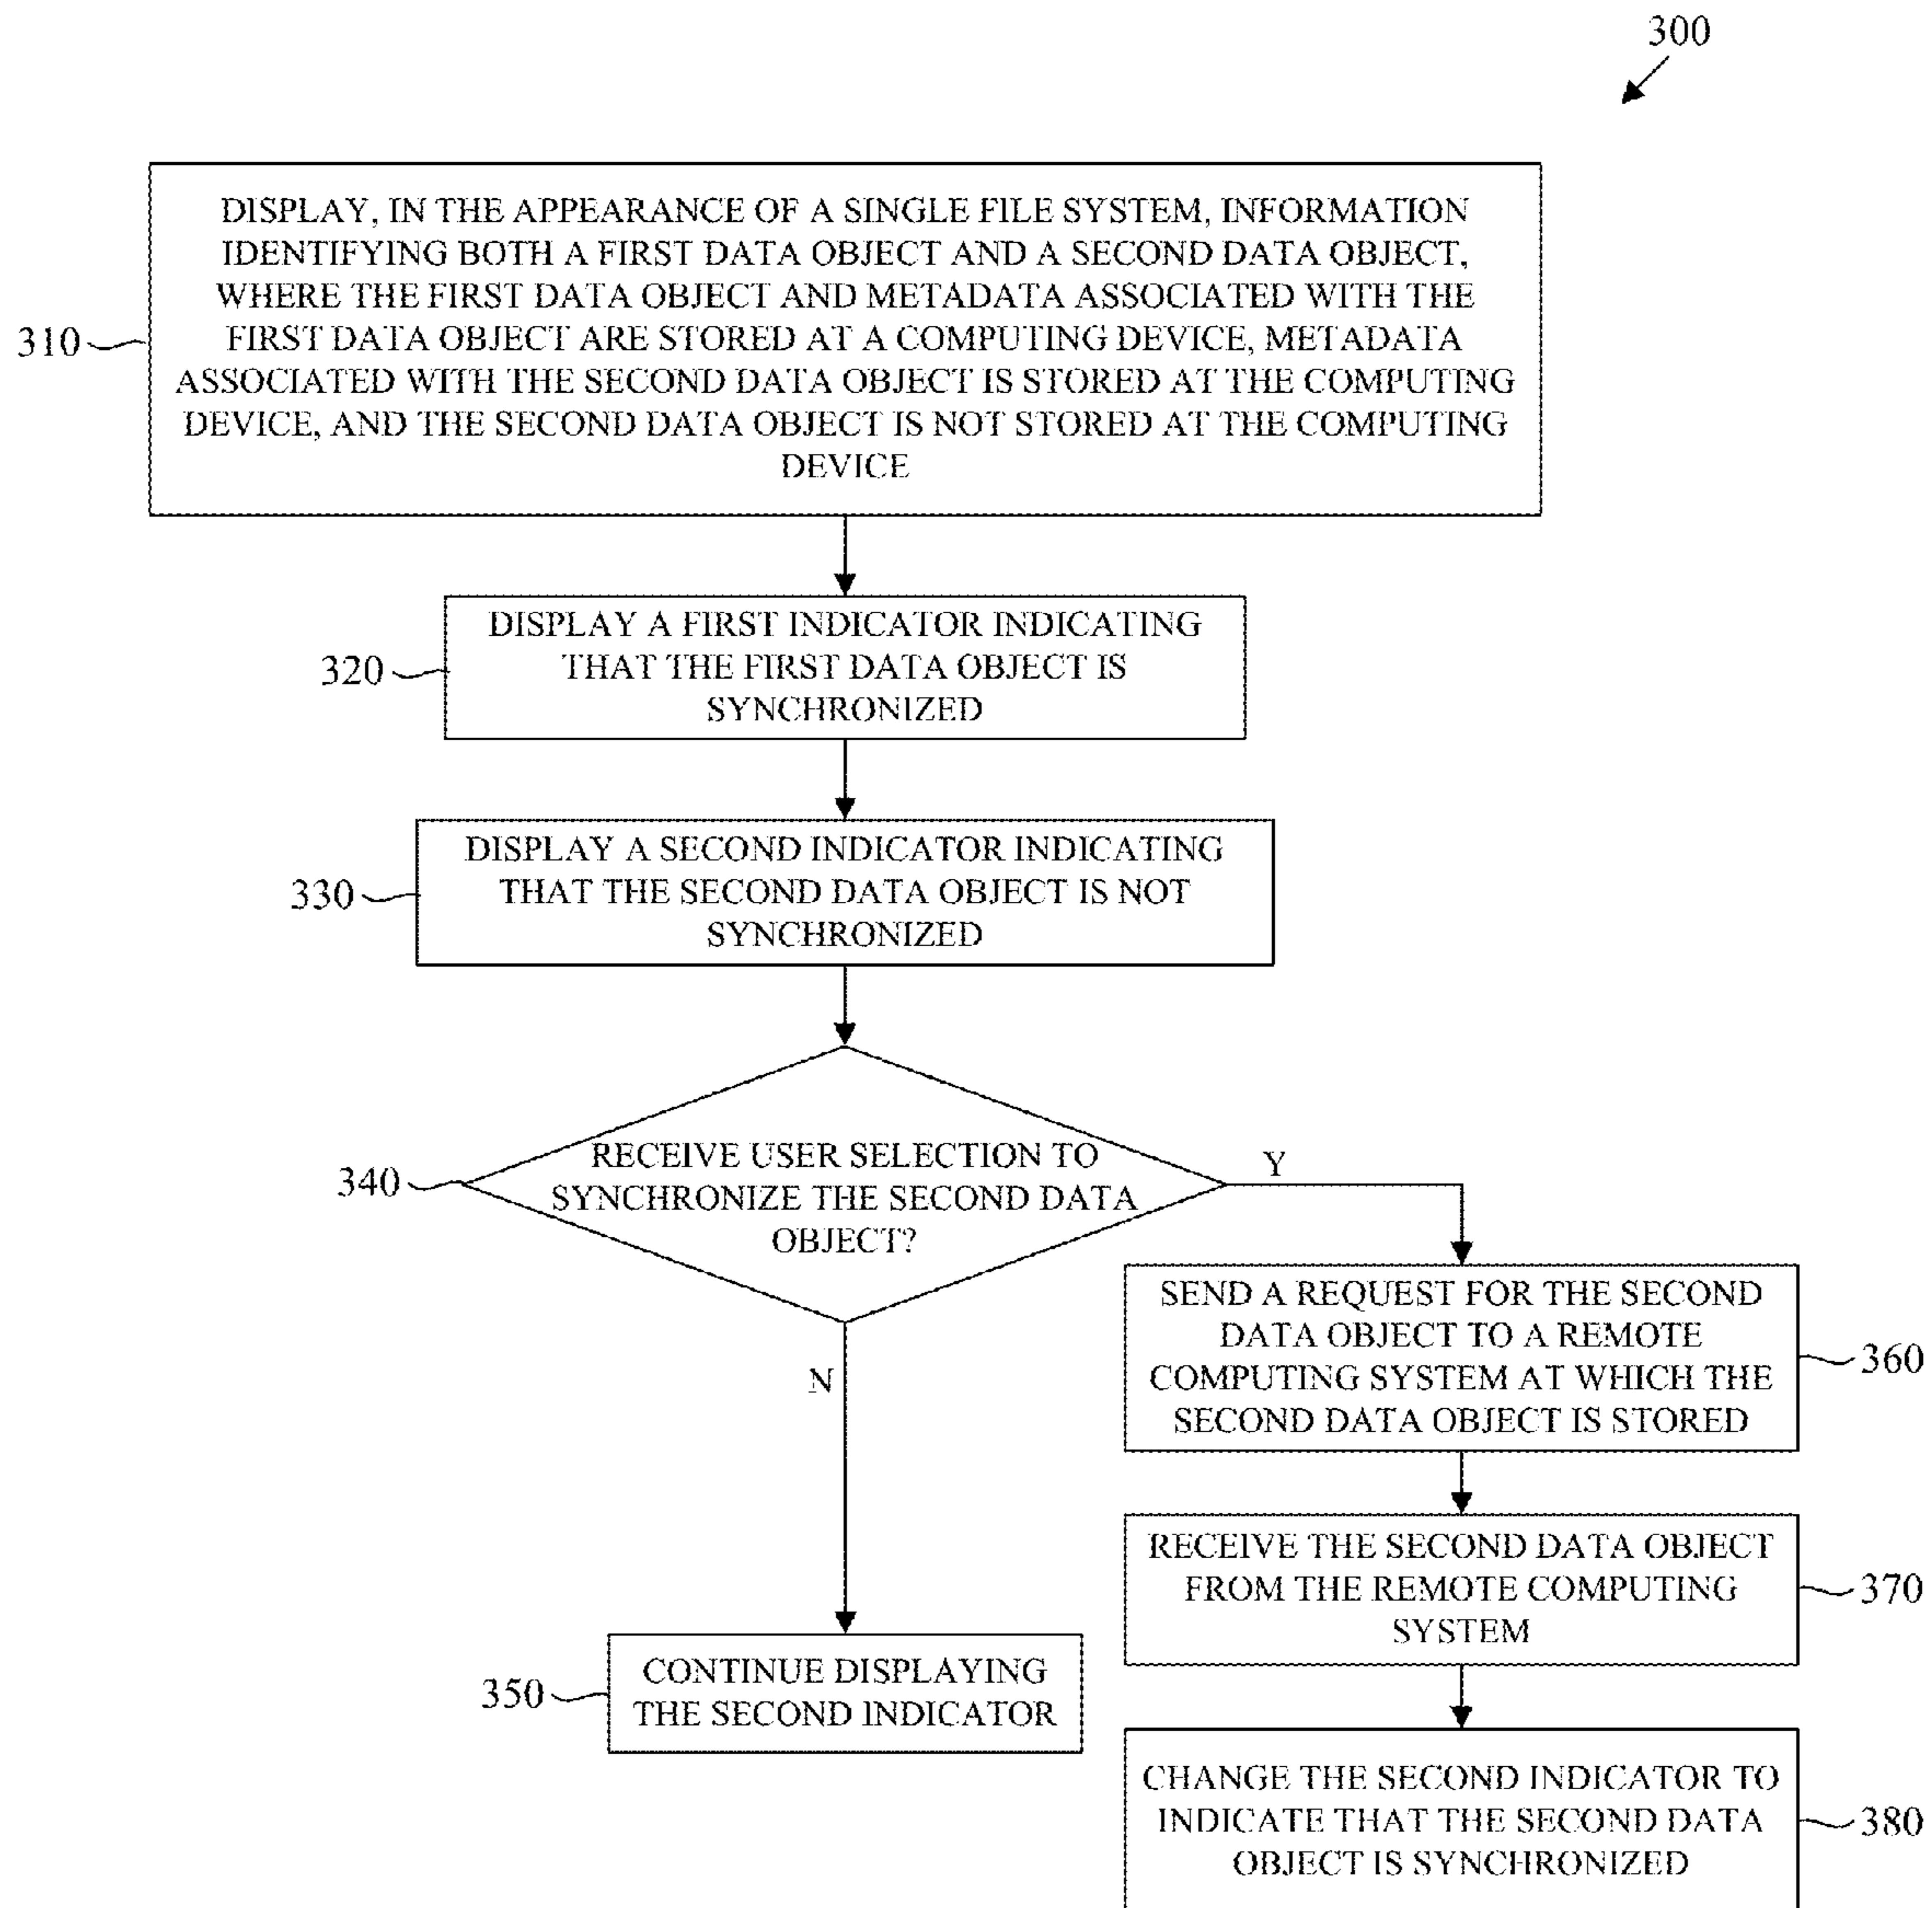 300
DISPLAY, IN THE APPEARANCE OF A SINGLE FILE SYSTEM, INFORMATION
IDENTIFYING BOTH A FIRST DATA OBJECT AND A SECOND DATA OBJECT,
WHERE THE FIRST DATA OBJECT AND METADATA ASSOCIATED WITH THE
FIRST DATA OBJECT ARE STORED AT A COMPUTING DEVICE, METADATA
ASSOCIATED WITH THE SECOND DATA OBJECT IS STORED AT THE COMPUTING
DEVICE, AND THE SECOND DATA OBJECT IS NOT STORED AT THE COMPUTING
DEVICE
310
DISPLAY A FIRST INDICATOR INDICATING
THAT THE FIRST DATA OBJECT IS
SYNCHRONIZED
320
DISPLAY A SECOND INDICATOR INDICATING
THAT THE SECOND DATA OBJECT IS NOT
SYNCHRONIZED
330
RECEIVE USER SELECTION TO
SYNCHRONIZE THE SECOND DATA
OBJECT?
340
Y
N
SEND A REQUEST FOR THE SECOND
DATA OBJECT TO A REMOTE
COMPUTING SYSTEM AT WHICH THE
SECOND DATA OBJECT IS STORED
360
RECEIVE THE SECOND DATA OBJECT
FROM THE REMOTE COMPUTING
SYSTEM
370
CONTINUE DISPLAYING
THE SECOND INDICATOR
350
CHANGE THE SECOND INDICATOR TO
INDICATE THAT THE SECOND DATA
OBJECT IS SYNCHRONIZED
380